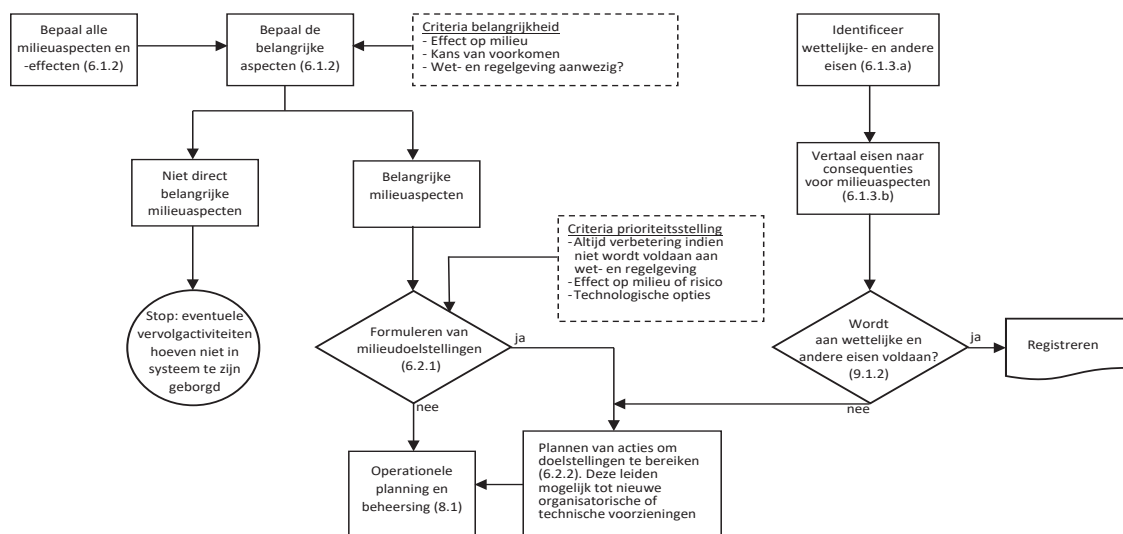 Bepaal alle
milieuaspecten en
-effecten (6.1.2)
Bepaal de
belangrijke
aspecten (6.1.2)
Criteria belangrijkheid
- Effect op milieu
- Kans van voorkomen
- Wet- en regelgeving aanwezig?
Identificeer
wettelijke- en andere
eisen (6.1.3.a)
Niet direct
belangrijke
milieuaspecten
Belangrijke
milieuaspecten
Vertaal eisen naar
consequenties
voor milieuaspecten
(6.1.3.b)
Criteria prioriteitsstelling
-Altijd verbetering indien
niet wordt voldaan aan
wet- en regelgeving
-Effect op milieu of risico
-Technologische opties
Stop: eventuele
vervolgactiviteiten
hoeven niet in
systeem te zijn
geborgd
Formuleren van
milieudoelstellingen
(6.2.1)
ja
nee
Wordt
aan wettelijke en
andere eisen voldaan?
(9.1.2)
ja
nee
Registreren
Operationele
planning en
beheersing (8.1)
Plannen van acties om
doelstellingen te bereiken
(6.2.2). Deze leiden
mogelijk tot nieuwe
organisatorische of
technische voorzieningen